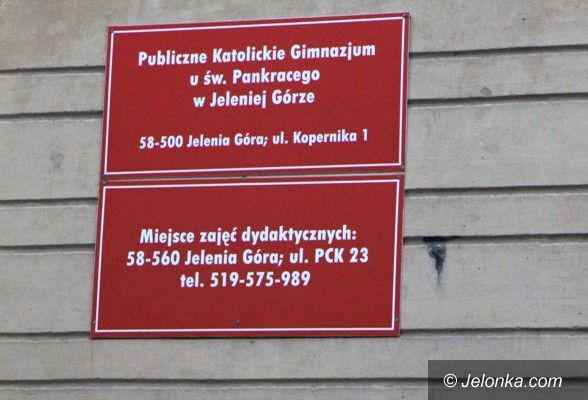 Publiczne Katolickie Gimnazjum
u św. Pankracego
w Jeleniej Górze
58-500 Jelenia Góra; ul. Kopernika 1
Miejsce zajęć dydaktycznych:
58-560 Jelenia Góra; ul. PCK 23
tel. 519-575-989
© Jelonka.com